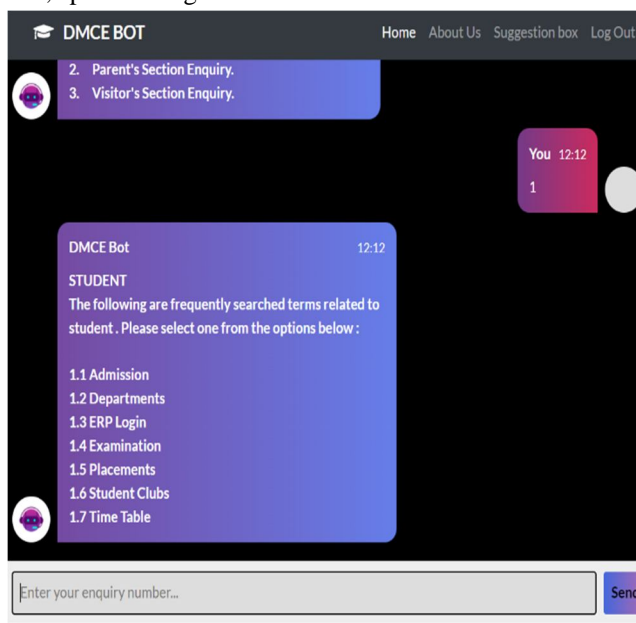 DMCE BOT
Home About Us Suggestion box Log Out
2. Parent's Section Enquiry.
3. Visitor's Section Enquiry.
You 12:12
1
DMCE Bot 12:12
STUDENT
The following are frequently searched terms related to
student . Please select one from the options below :
1.1 Admission
1.2 Departments
1.3 ERP Login
1.4 Examination
1.5 Placements
1.6 Student Clubs
1.7 Time Table
Enter your enquiry number...
Send